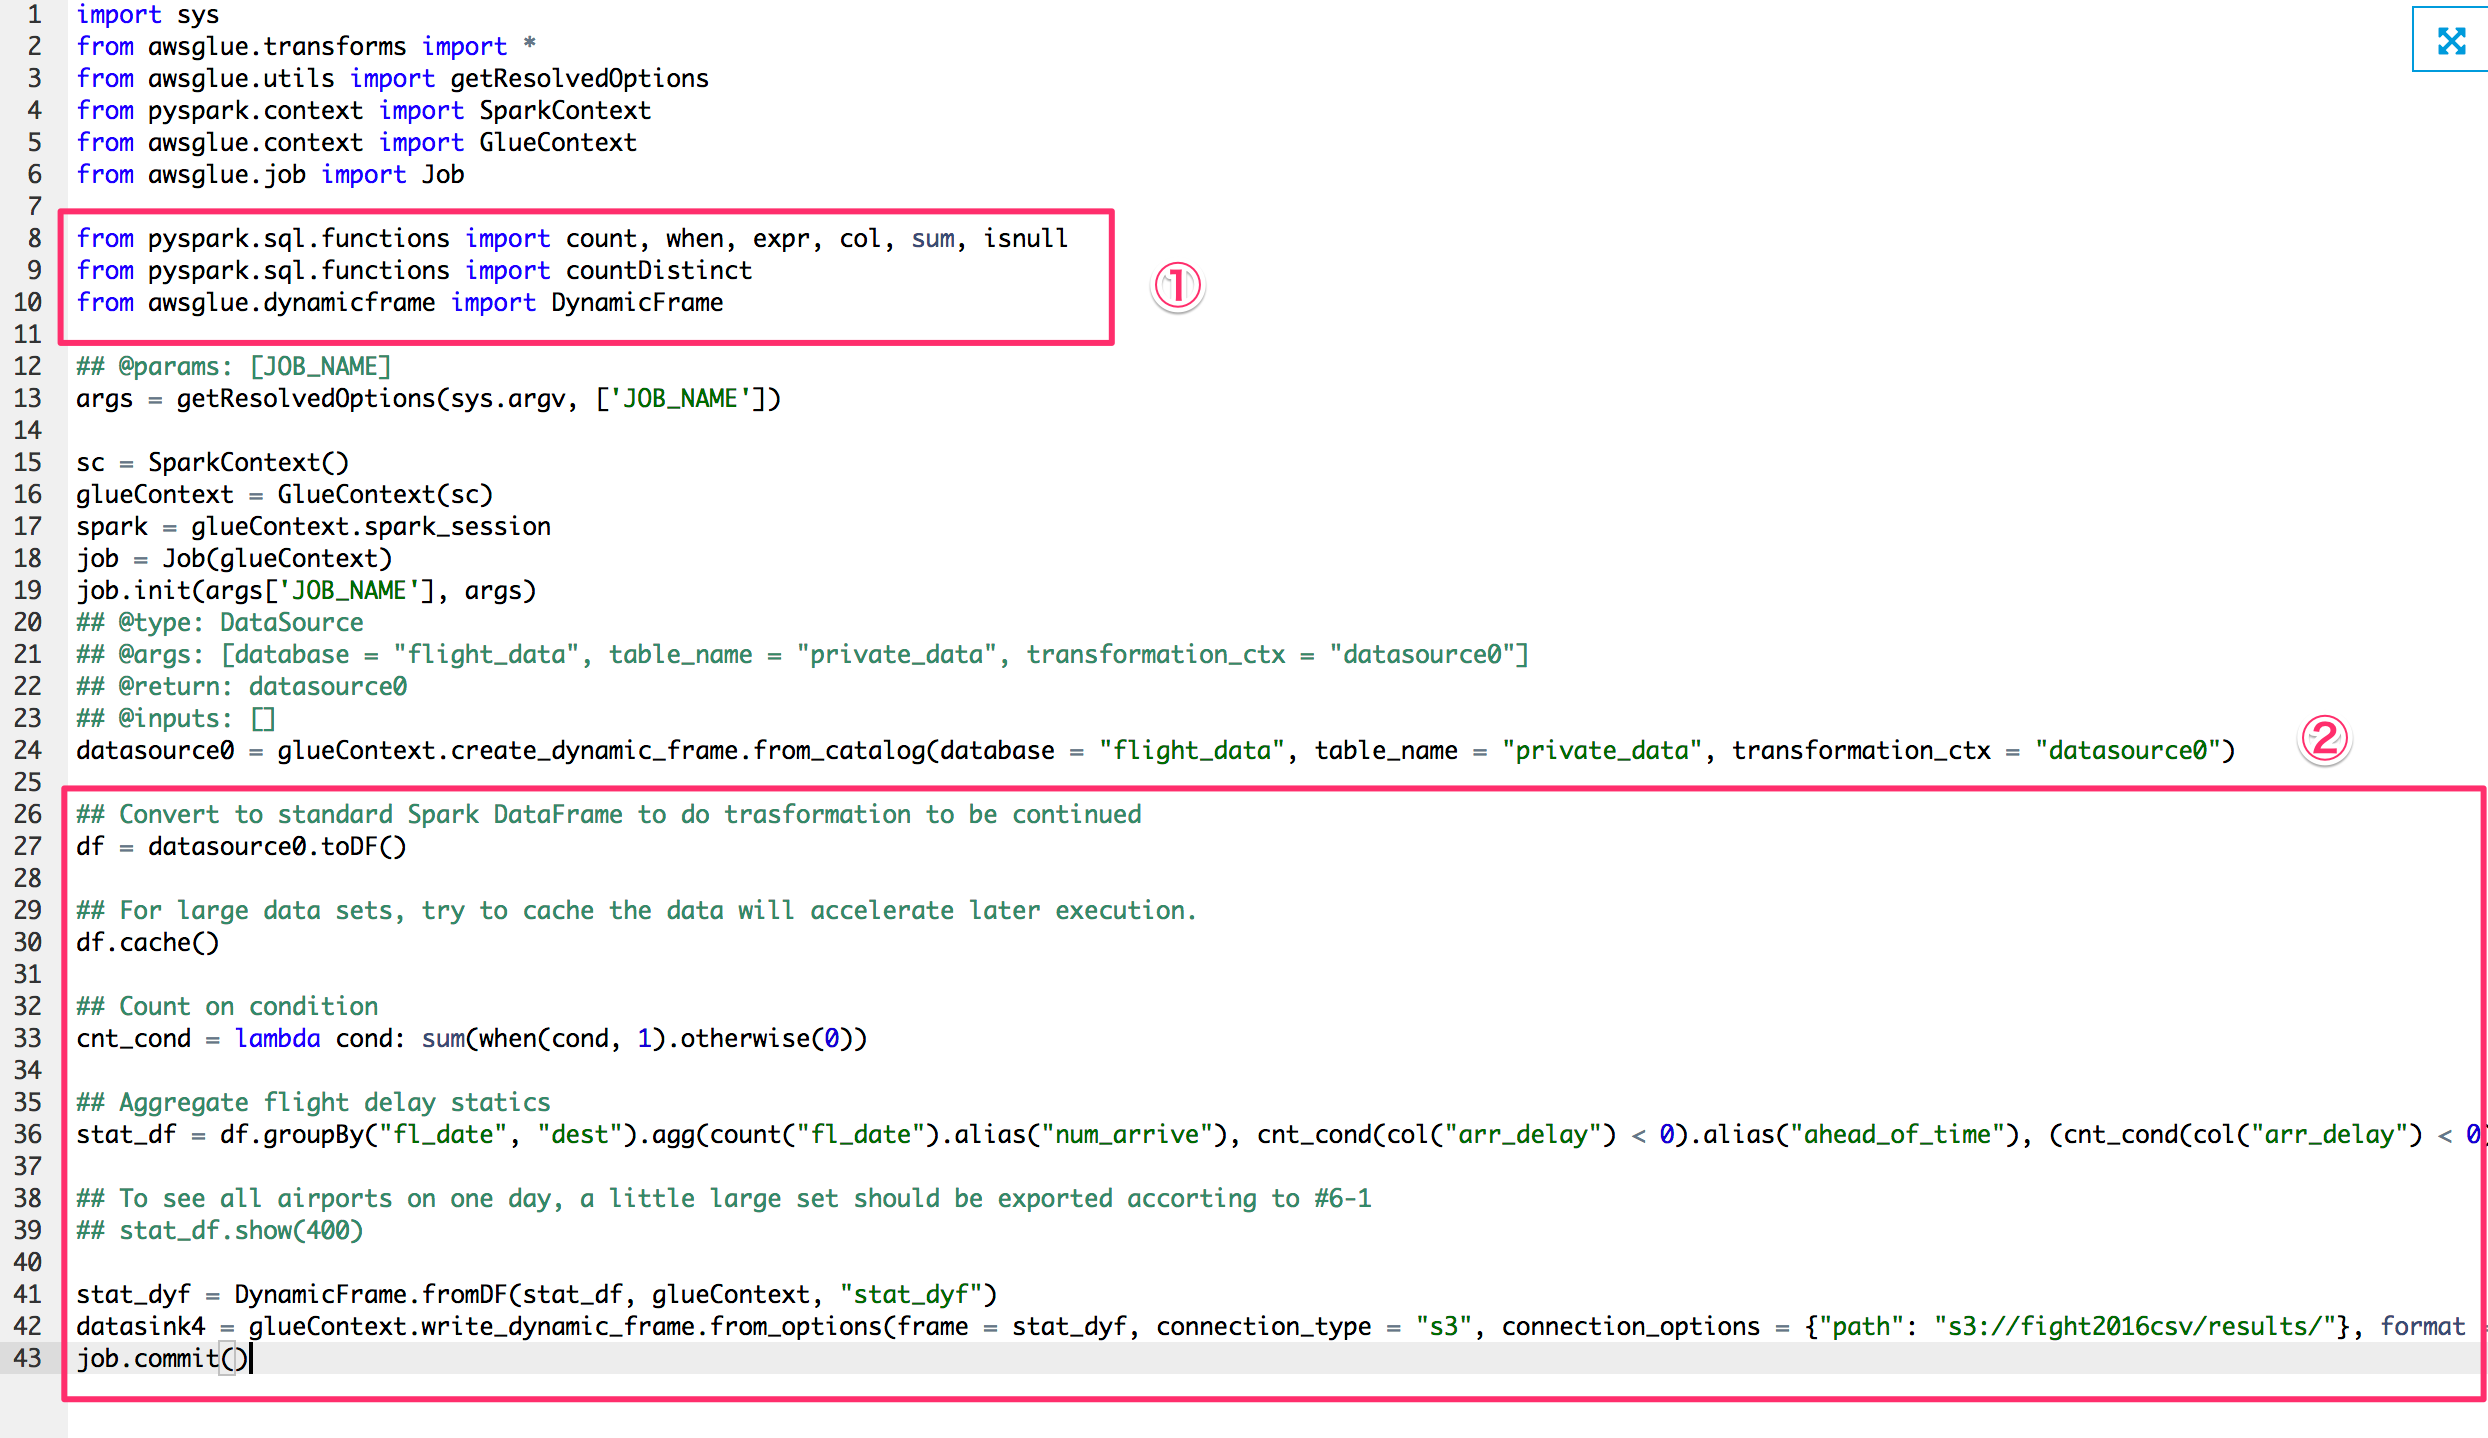 1 import sys
2 from awsglue.transforms import *
3 from awsglue.utils import getResolvedOptions
4 from pyspark.context import SparkContext
5 from awsglue.context import GlueContext
6 from awsglue.job import Job
7
8 from pyspark.sql.functions import count, when, expr, col, sum, isnull
9 from pyspark.sql.functions import countDistinct
10 from awsglue.dynamicframe import DynamicFrame
①
11
12 ## @params: [JOB_NAME]
13 args = getResolvedOptions(sys.argv, ['JOB_NAME'])
14
15 sc = SparkContext()
16 glueContext = GlueContext(sc)
17 spark = glueContext.spark_session
18 job = Job(glueContext)
19 job.init(args['JOB_NAME'], args)
20 ## @type: DataSource
21 ## @args: [database = "flight_data", table_name = "private_data", transformation_ctx = "datasource0"]
22 ## @return: datasource0
23 ## @inputs: []
24 datasource0 = glueContext.create_dynamic_frame.from_catalog(database = "flight_data", table_name = "private_data", transformation_ctx = "datasource0")
②
25
26 ## Convert to standard Spark DataFrame to do trasformation to be continued
27 df = datasource0.toDF()
28
29 ## For large data sets, try to cache the data will accelerate later execution.
30 df.cache()
31
32 ## Count on condition
33 cnt_cond = lambda cond: sum(when(cond, 1).otherwise(0))
34
35 ## Aggregate flight delay statics
36 stat_df = df.groupBy("fl_date", "dest").agg(count("fl_date").alias("num_arrive"), cnt_cond(col("arr_delay") < 0).alias("ahead_of_time"), (cnt_cond(col("arr_delay") < 0
37
38 ## To see all airports on one day, a little large set should be exported accorting to #6-1
39 ## stat_df.show(400)
40
41 stat_dyf = DynamicFrame.fromDF(stat_df, glueContext, "stat_dyf")
42 datasink4 = glueContext.write_dynamic_frame.from_options(frame = stat_dyf, connection_type = "s3", connection_options = {"path": "s3://fight2016csv/results/"}, format
43 job.commit()